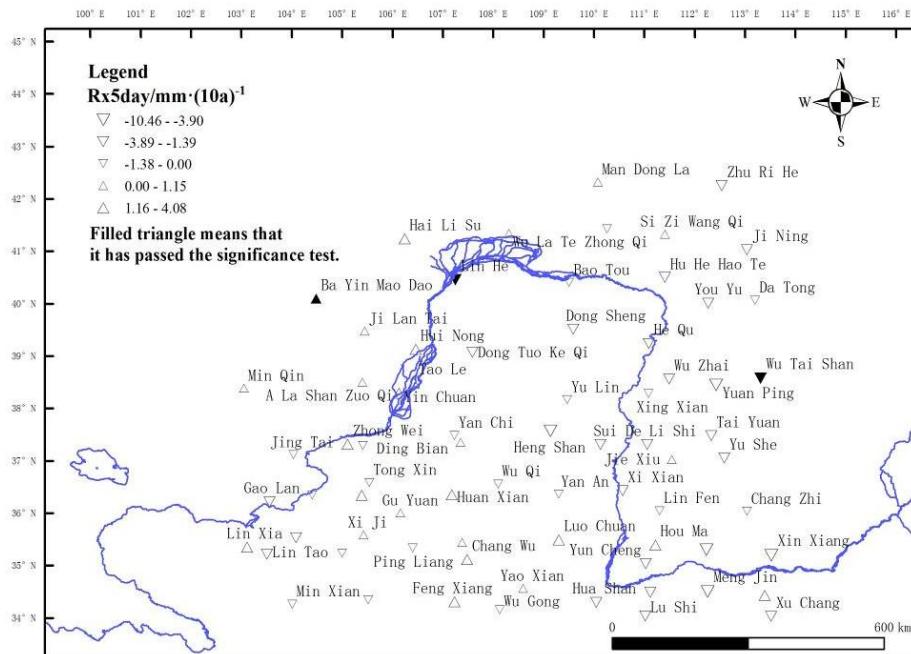 100° E 101° E 102° E 103° E 104° E 105° E 106° E 107° E 108° E 109° E 110° E 111° E 112° E 113° E 114° E 115° E 116° E
45° N
44° N
43° N
42° N
41° N
40° N
39° N
38° N
37° N
36° N
35° N
34° N
Legend
Rx5day/mm·(10a)⁻¹
-10.46 - -3.90
-3.89 - -1.39
-1.38 - 0.00
0.00 - 1.15
1.16 - 4.08
Filled triangle means that
it has passed the significance test.
N
W E
S
Man Dong La
Zhu Ri He
Hai Li Su
Wu La Te Zhong Qi
Si Zi Wang Qi
Ji Ning
Lin He
Bao Tou
Hu He Hao Te
Ba Yin Mao Dao
You Yu
Da Tong
Ji Lan Tai
Hui Nong
Dong Sheng
He Qu
Dong Tuo Ke Qi
Tao Le
Wu Zhai
Wu Tai Shan
Min Qin
A La Shan Zuo Qi
Yin Chuan
Yu Lin
Xing Xian
Yuan Ping
Jing Tai
Zhong Wei
Yan Chi
Ding Bian
Heng Shan
Sui De
Li Shi
Tai Yuan
Yu She
Tong Xin
Wu Qi
Jie Xiu
Gao Lan
Gu Yuan
Huan Xian
Yan An
Xi Xian
Lin Fen
Chang Zhi
Lin Xia
Xi Ji
Luo Chuan
Hou Ma
Lin Tao
Ping Liang
Chang Wu
Yun Cheng
Xin Xiang
Min Xian
Feng Xiang
Yao Xian
Hua Shan
Meng Jin
Wu Gong
Lu Shi
Xu Chang
0 600 km